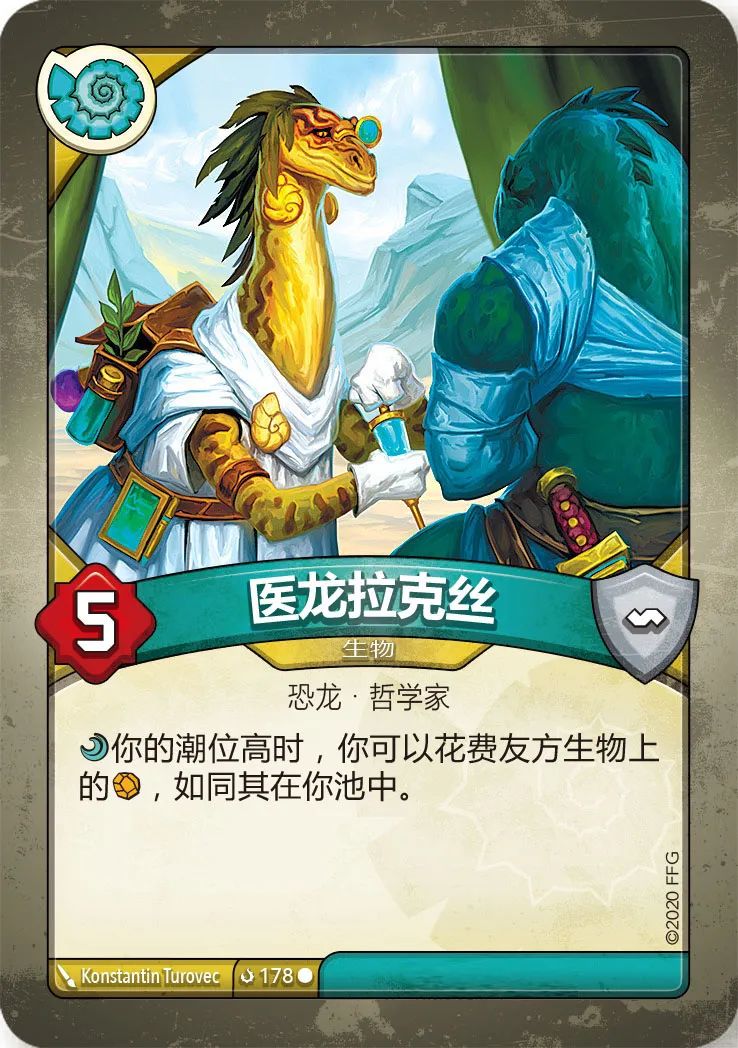 5
医龙拉克丝
生物
恐龙·哲学家
你的潮位高时，你可以花费友方生物上
的，如同其在你池中。
©2020 FFG
Konstantin Turovec
178